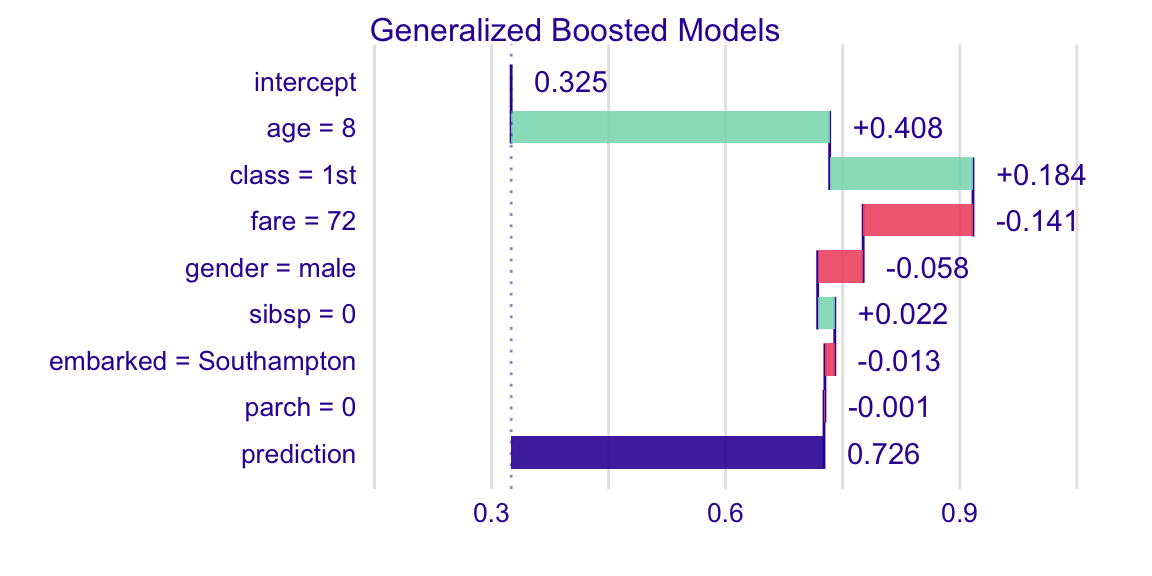 Generalized Boosted Models
intercept 0.325
age = 8 +0.408
class = 1st +0.184
fare = 72 -0.141
gender = male -0.058
sibsp = 0 +0.022
embarked = Southampton -0.013
parch = 0 -0.001
prediction 0.726
0.3 0.6 0.9